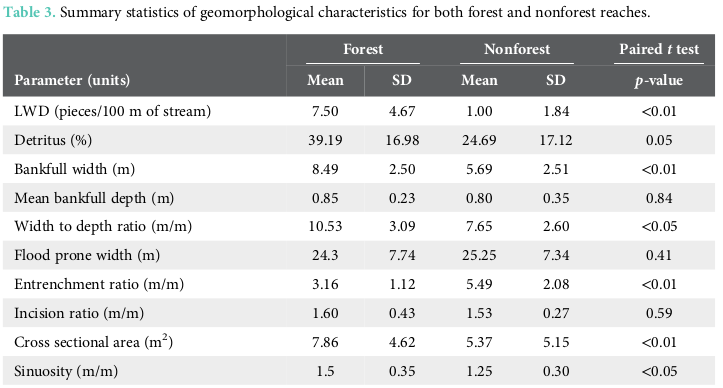 Table 3. Summary statistics of geomorphological characteristics for both forest and nonforest reaches.
Forest Nonforest Paired t test
Parameter (units) Mean SD Mean SD p-value
LWD (pieces/100 m of stream) 7.50 4.67 1.00 1.84 <0.01
Detritus (%) 39.19 16.98 24.69 17.12 0.05
Bankfull width (m) 8.49 2.50 5.69 2.51 <0.01
Mean bankfull depth (m) 0.85 0.23 0.80 0.35 0.84
Width to depth ratio (m/m) 10.53 3.09 7.65 2.60 <0.05
Flood prone width (m) 24.3 7.74 25.25 7.34 0.41
Entrenchment ratio (m/m) 3.16 1.12 5.49 2.08 <0.01
Incision ratio (m/m) 1.60 0.43 1.53 0.27 0.59
Cross sectional area (m²) 7.86 4.62 5.37 5.15 <0.01
Sinuosity (m/m) 1.5 0.35 1.25 0.30 <0.05